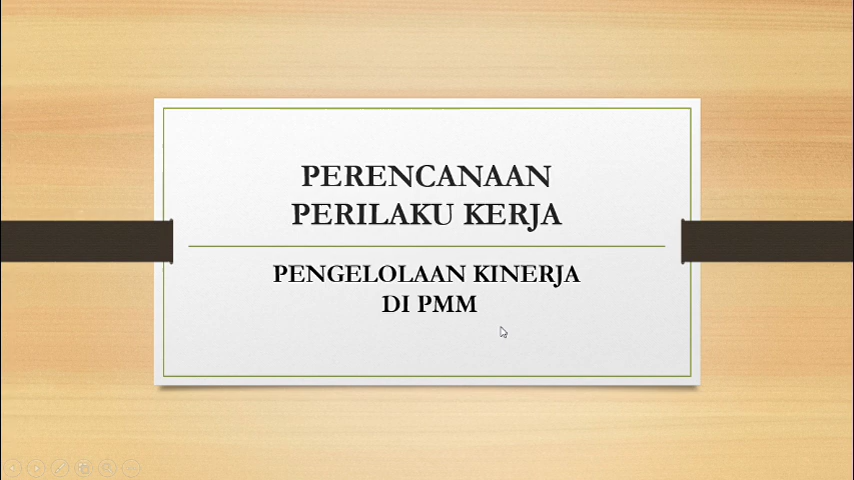 PERENCANAAN
PERILAKU KERJA
PENGELOLAAN KINERJA
DI PMM